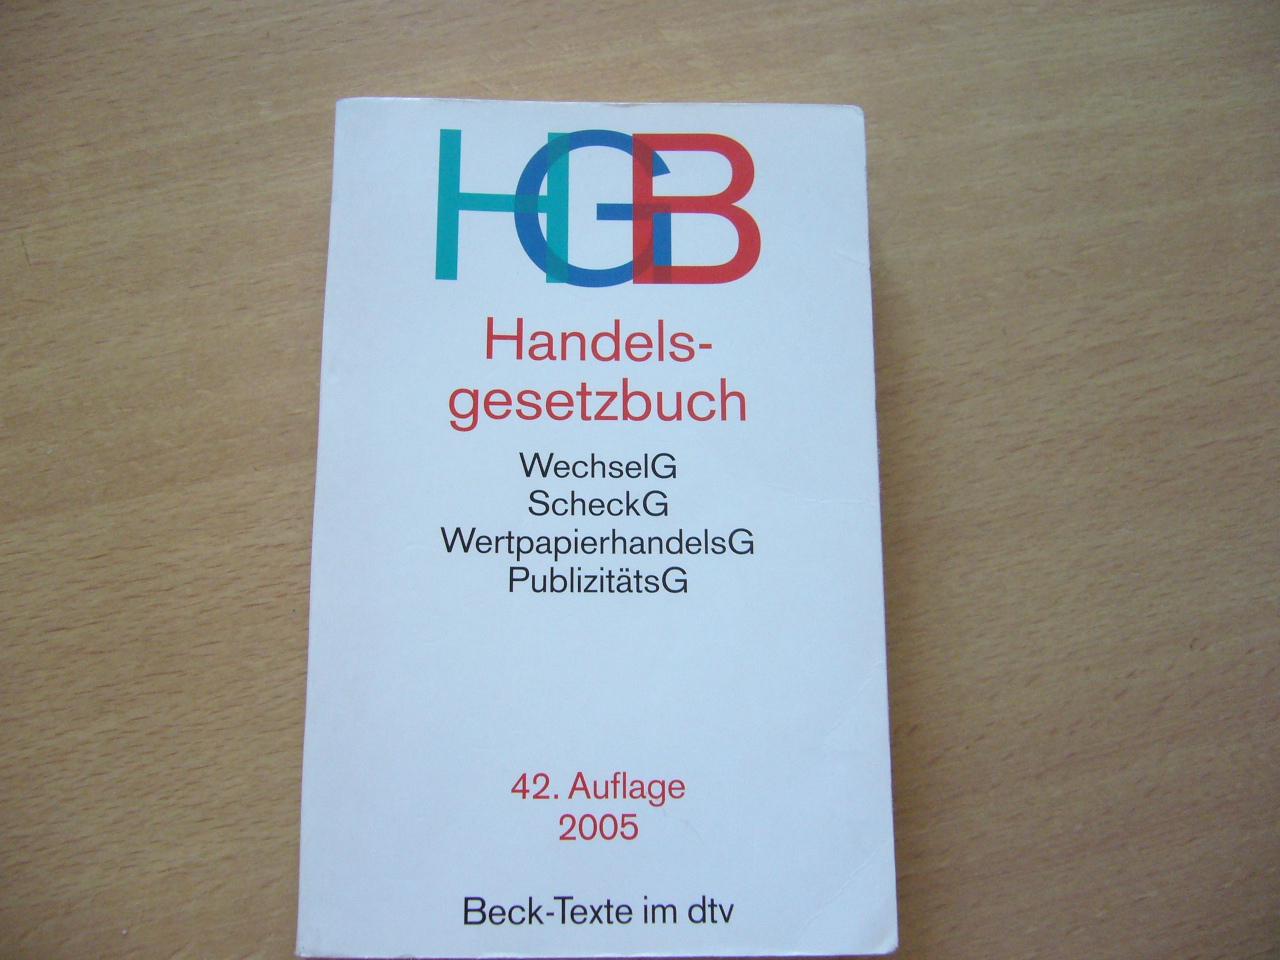 HGB
Handels-
gesetzbuch
WechselG
ScheckG
WertpapierhandelsG
PublizitätsG
42. Auflage
2005
Beck-Texte im dtv